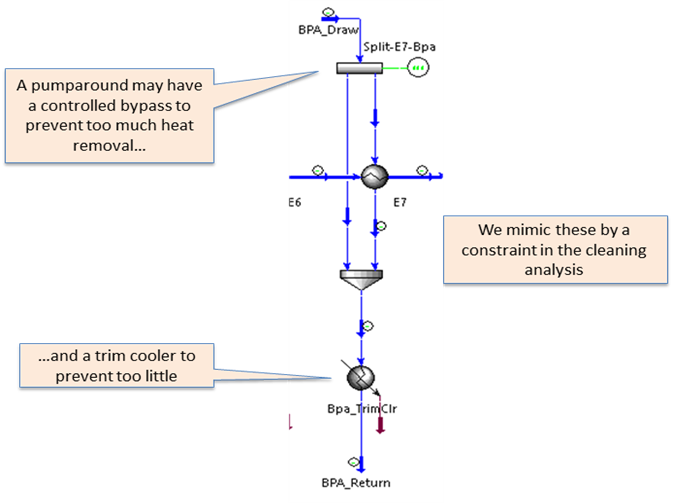 BPA_Draw
Split-E7-Bpa
A pumparound may have
a controlled bypass to
prevent too much heat
removal...
E6
E7
We mimic these by a
constraint in the cleaning
analysis
...and a trim cooler to
prevent too little
Bpa_TrimClr
BPA_Return